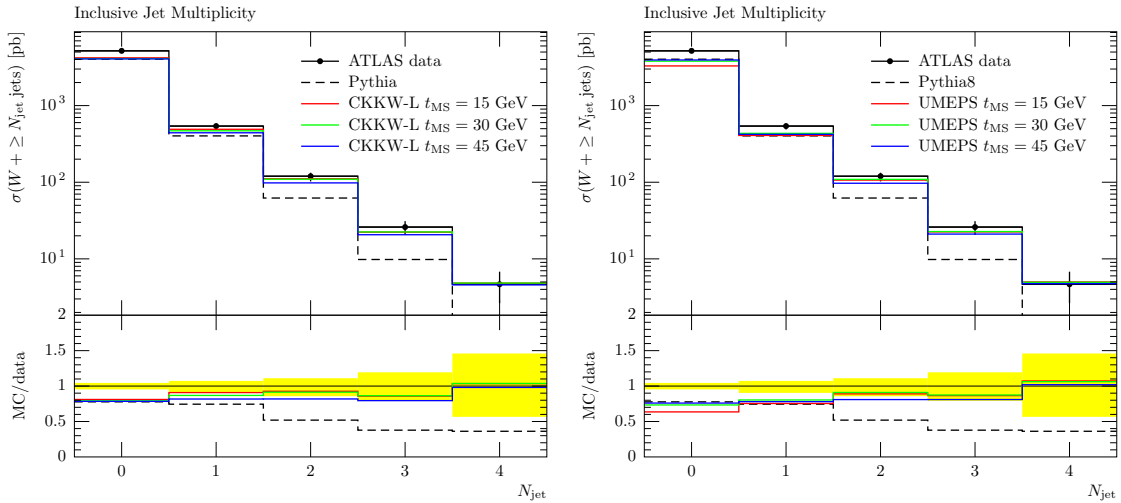 Inclusive Jet Multiplicity
σ(W + ≥ N_jet jets) [pb]
10^3
10^2
10^1
2
ATLAS data
Pythia
CKKW-L t_MS = 15 GeV
CKKW-L t_MS = 30 GeV
CKKW-L t_MS = 45 GeV
MC/data
1.5
1
0.5
0
0 1 2 3 4
N_jet
Inclusive Jet Multiplicity
σ(W + ≥ N_jet jets) [pb]
10^3
10^2
10^1
2
ATLAS data
Pythia8
UMEPS t_MS = 15 GeV
UMEPS t_MS = 30 GeV
UMEPS t_MS = 45 GeV
MC/data
1.5
1
0.5
0
0 1 2 3 4
N_jet